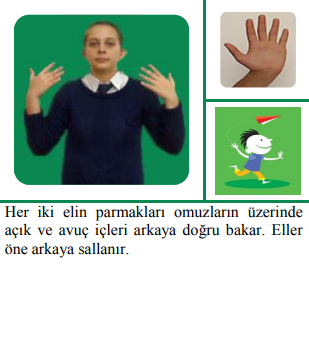 Her iki elin parmakları omuzların üzerinde
açık ve avuç içleri arkaya doğru bakar. Eller
öne arkaya sallanır.